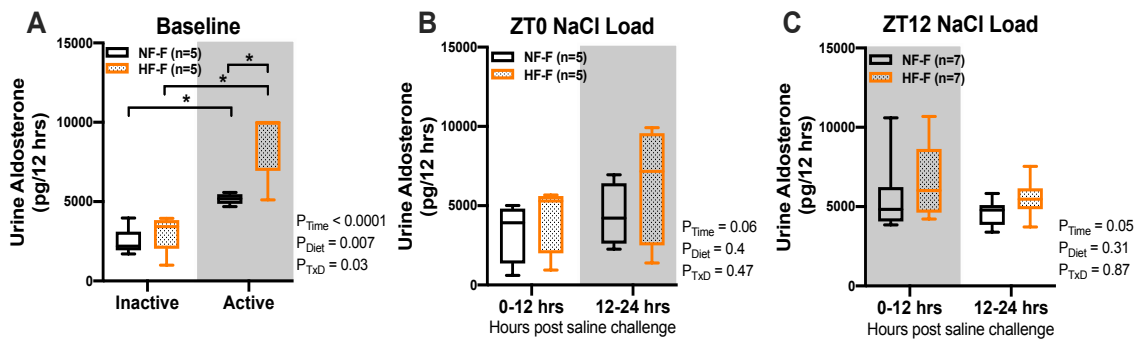 A
Baseline
Urine Aldosterone
(pg/12 hrs)
15000
10000
5000
0
NF-F (n=5)
HF-F (n=5)
*
*
*
Inactive
Active
PTime < 0.0001
PDiet = 0.007
PTxD = 0.03
B
ZT0 NaCl Load
Urine Aldosterone
(pg/12 hrs)
15000
10000
5000
0
NF-F (n=5)
HF-F (n=5)
0-12 hrs
12-24 hrs
Hours post saline challenge
PTime = 0.06
PDiet = 0.4
PTxD = 0.47
C
ZT12 NaCl Load
Urine Aldosterone
(pg/12 hrs)
15000
10000
5000
0
NF-F (n=7)
HF-F (n=7)
0-12 hrs
12-24 hrs
Hours post saline challenge
PTime = 0.05
PDiet = 0.31
PTxD = 0.87